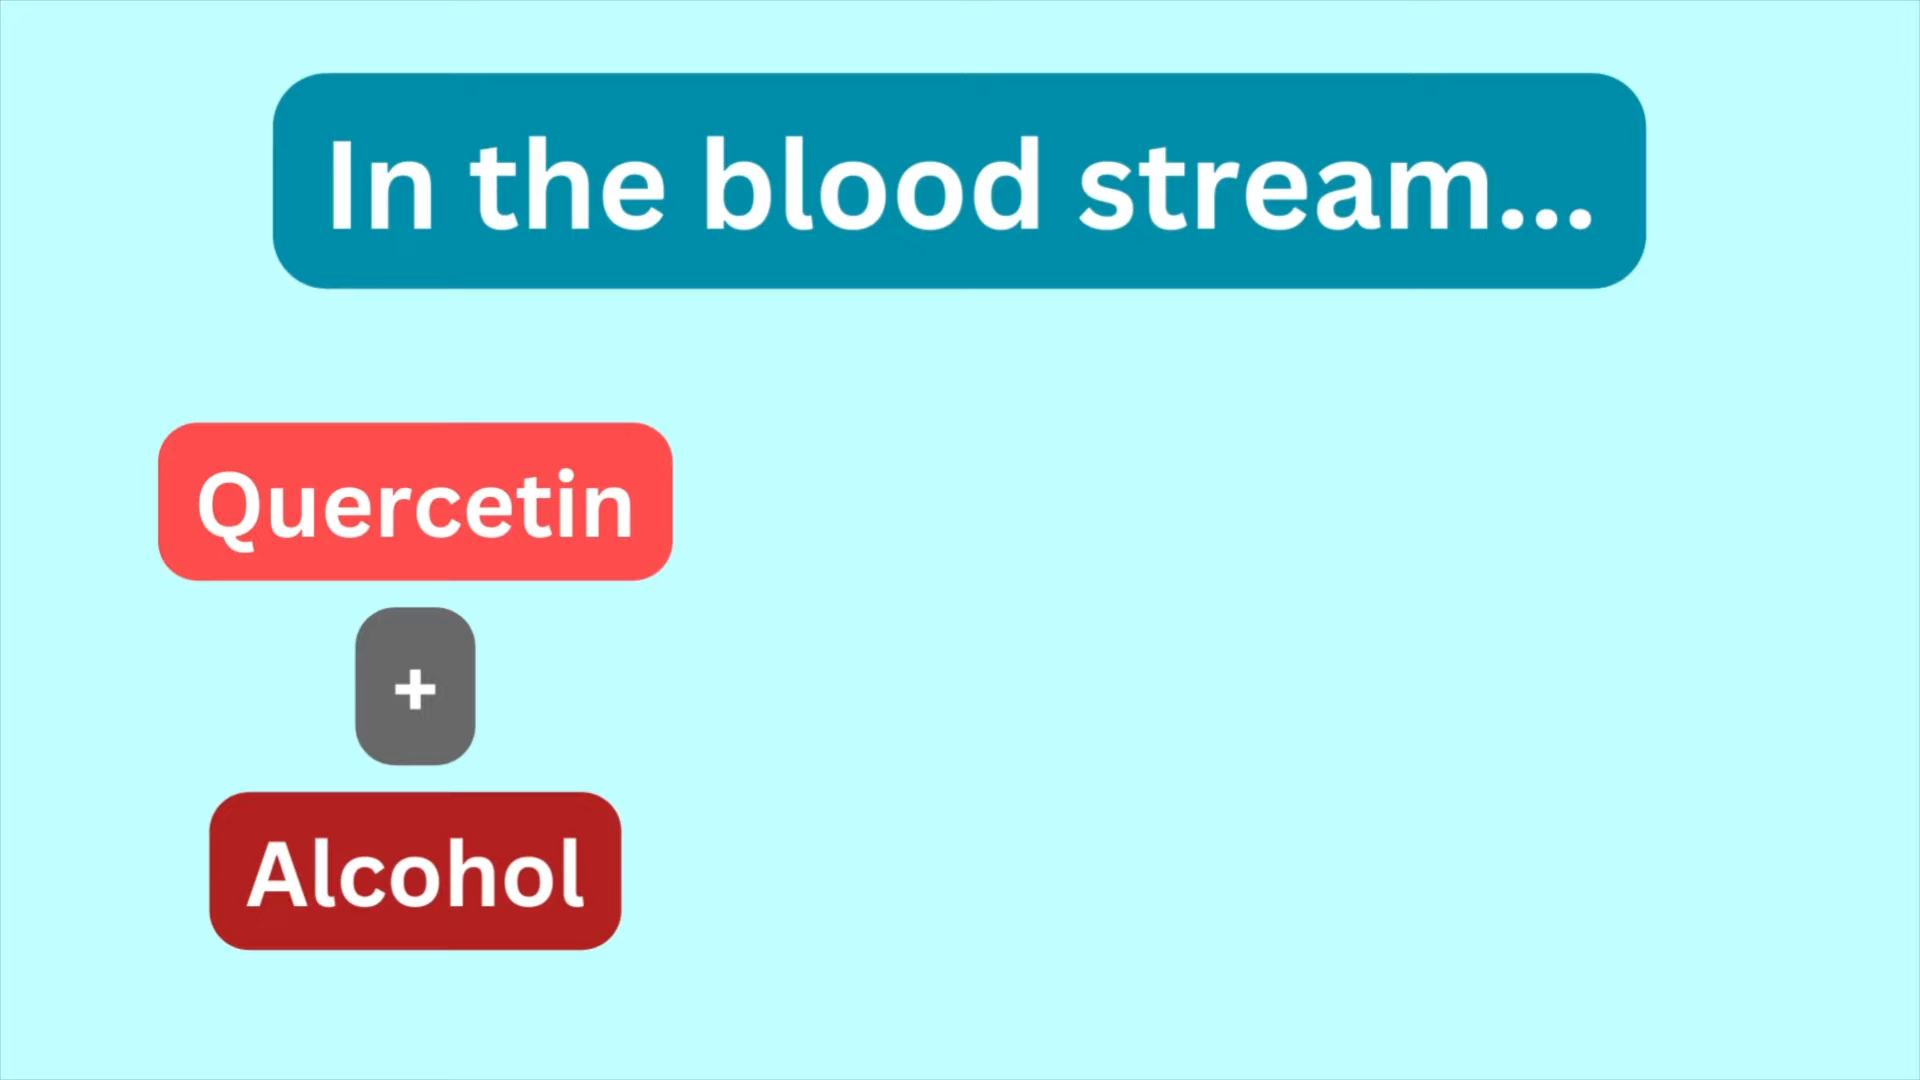 In the blood stream...
Quercetin
+
Alcohol